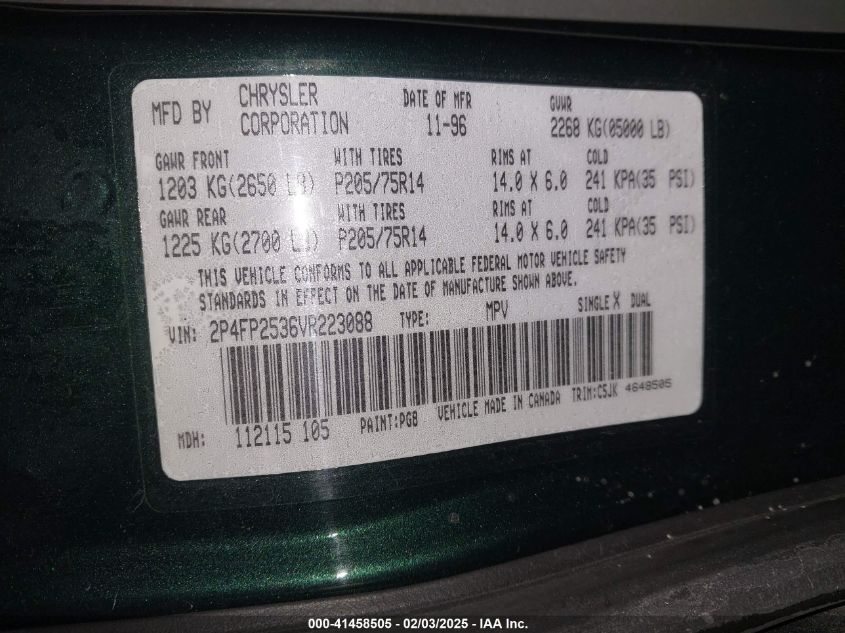 MFD BY CHRYSLER CORPORATION DATE OF MFR 11-96 GVWR 2268 KG(05000 LB)
GAWR FRONT WITH TIRES RIMS AT COLD
1203 KG(2650 LB) P205/75R14 14.0 X 6.0 241 KPA(35 PSI)
GAWR REAR WITH TIRES RIMS AT COLD
1225 KG(2700 LB) P205/75R14 14.0 X 6.0 241 KPA(35 PSI)
THIS VEHICLE CONFORMS TO ALL APPLICABLE FEDERAL MOTOR VEHICLE SAFETY
STANDARDS IN EFFECT ON THE DATE OF MANUFACTURE SHOWN ABOVE.
VIN: 2P4FP2536VR223088 TYPE: MPV SINGLE X DUAL
MDH: 112115 105 PAINT:PG8 VEHICLE MADE IN CANADA TRIM:C5JK 4648505
000-41458505 - 02/03/2025 - IAA Inc.